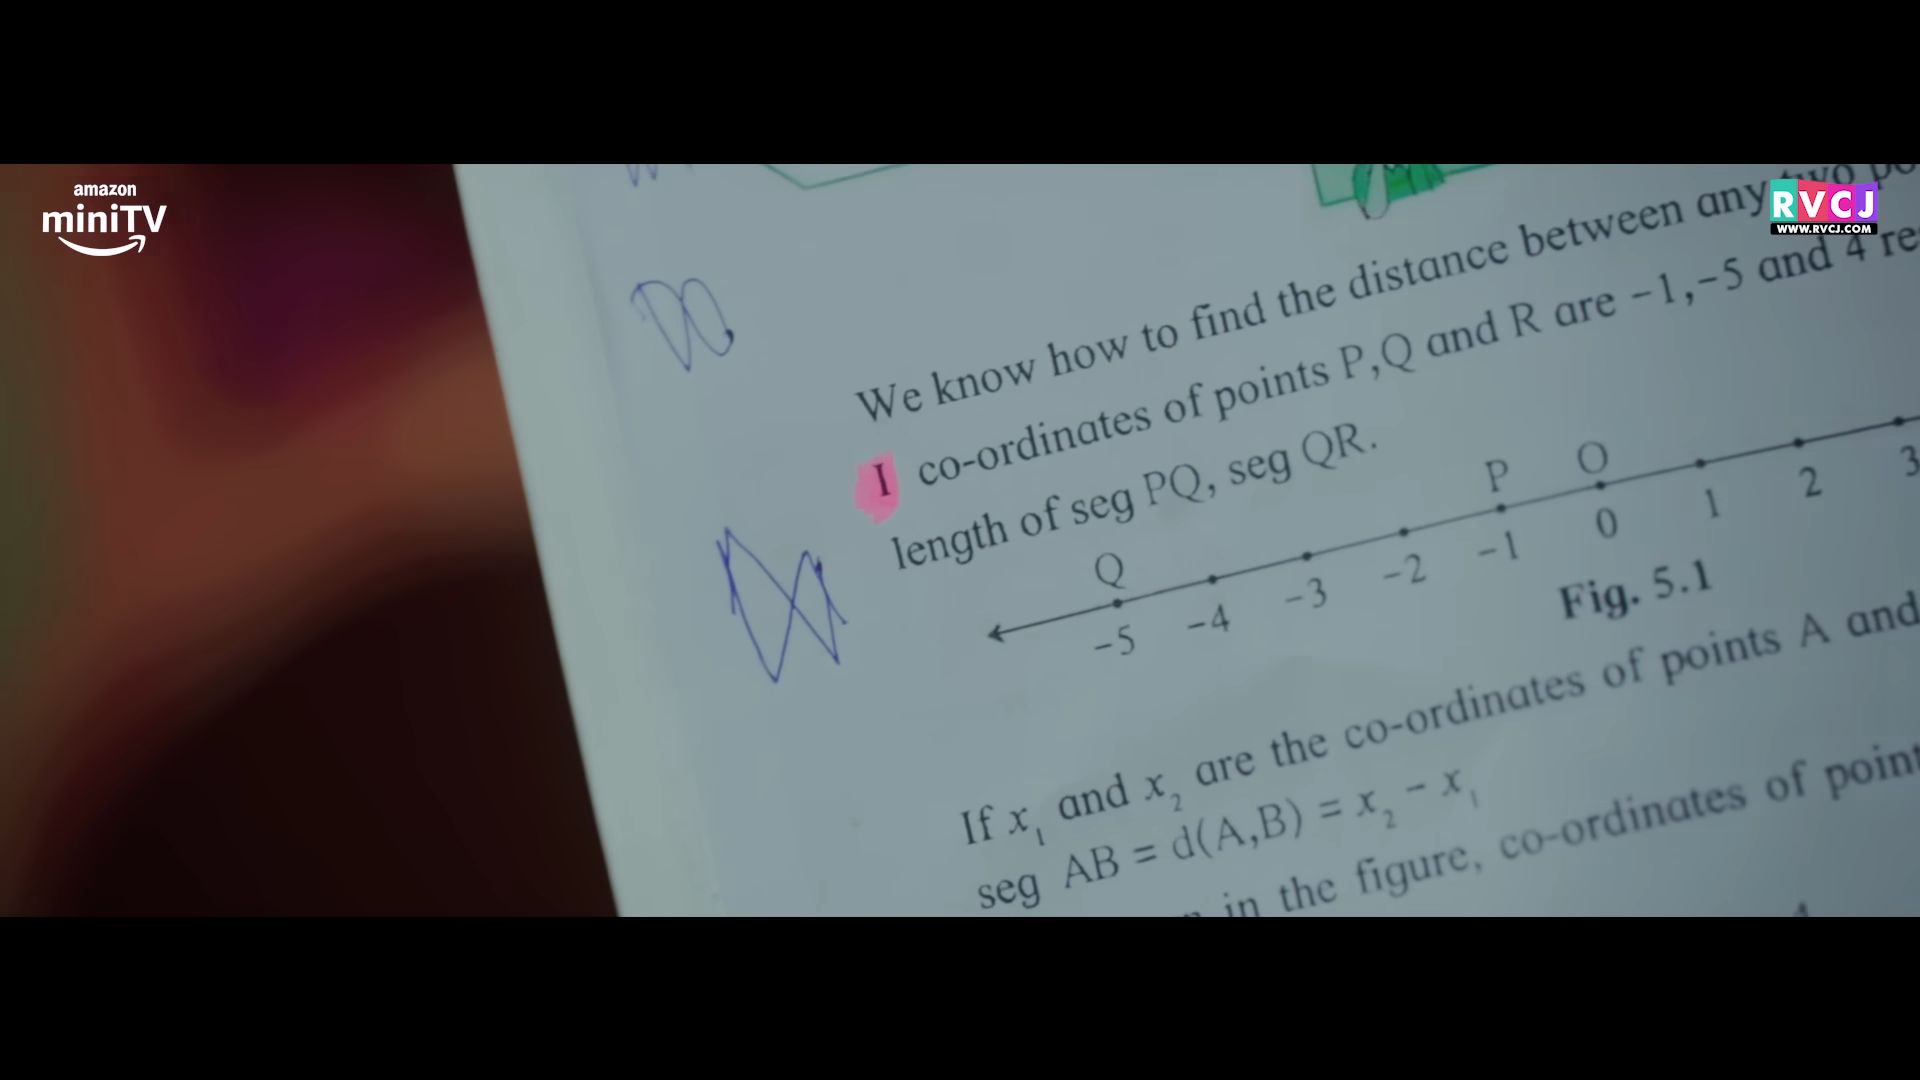 amazon
miniTV
RVCJ
WWW.RVCJ.COM
We know how to find the distance between any two
I co-ordinates of points P,Q and R are −1,−5 and 4
length of seg PQ, seg QR.
Q P O
−5 −4 −3 −2 −1 0 1 2 3
Fig. 5.1
If x₁ and x₂ are the co-ordinates of points A and
seg AB = d(A,B) = x₂ − x₁
in the figure, co-ordinates of